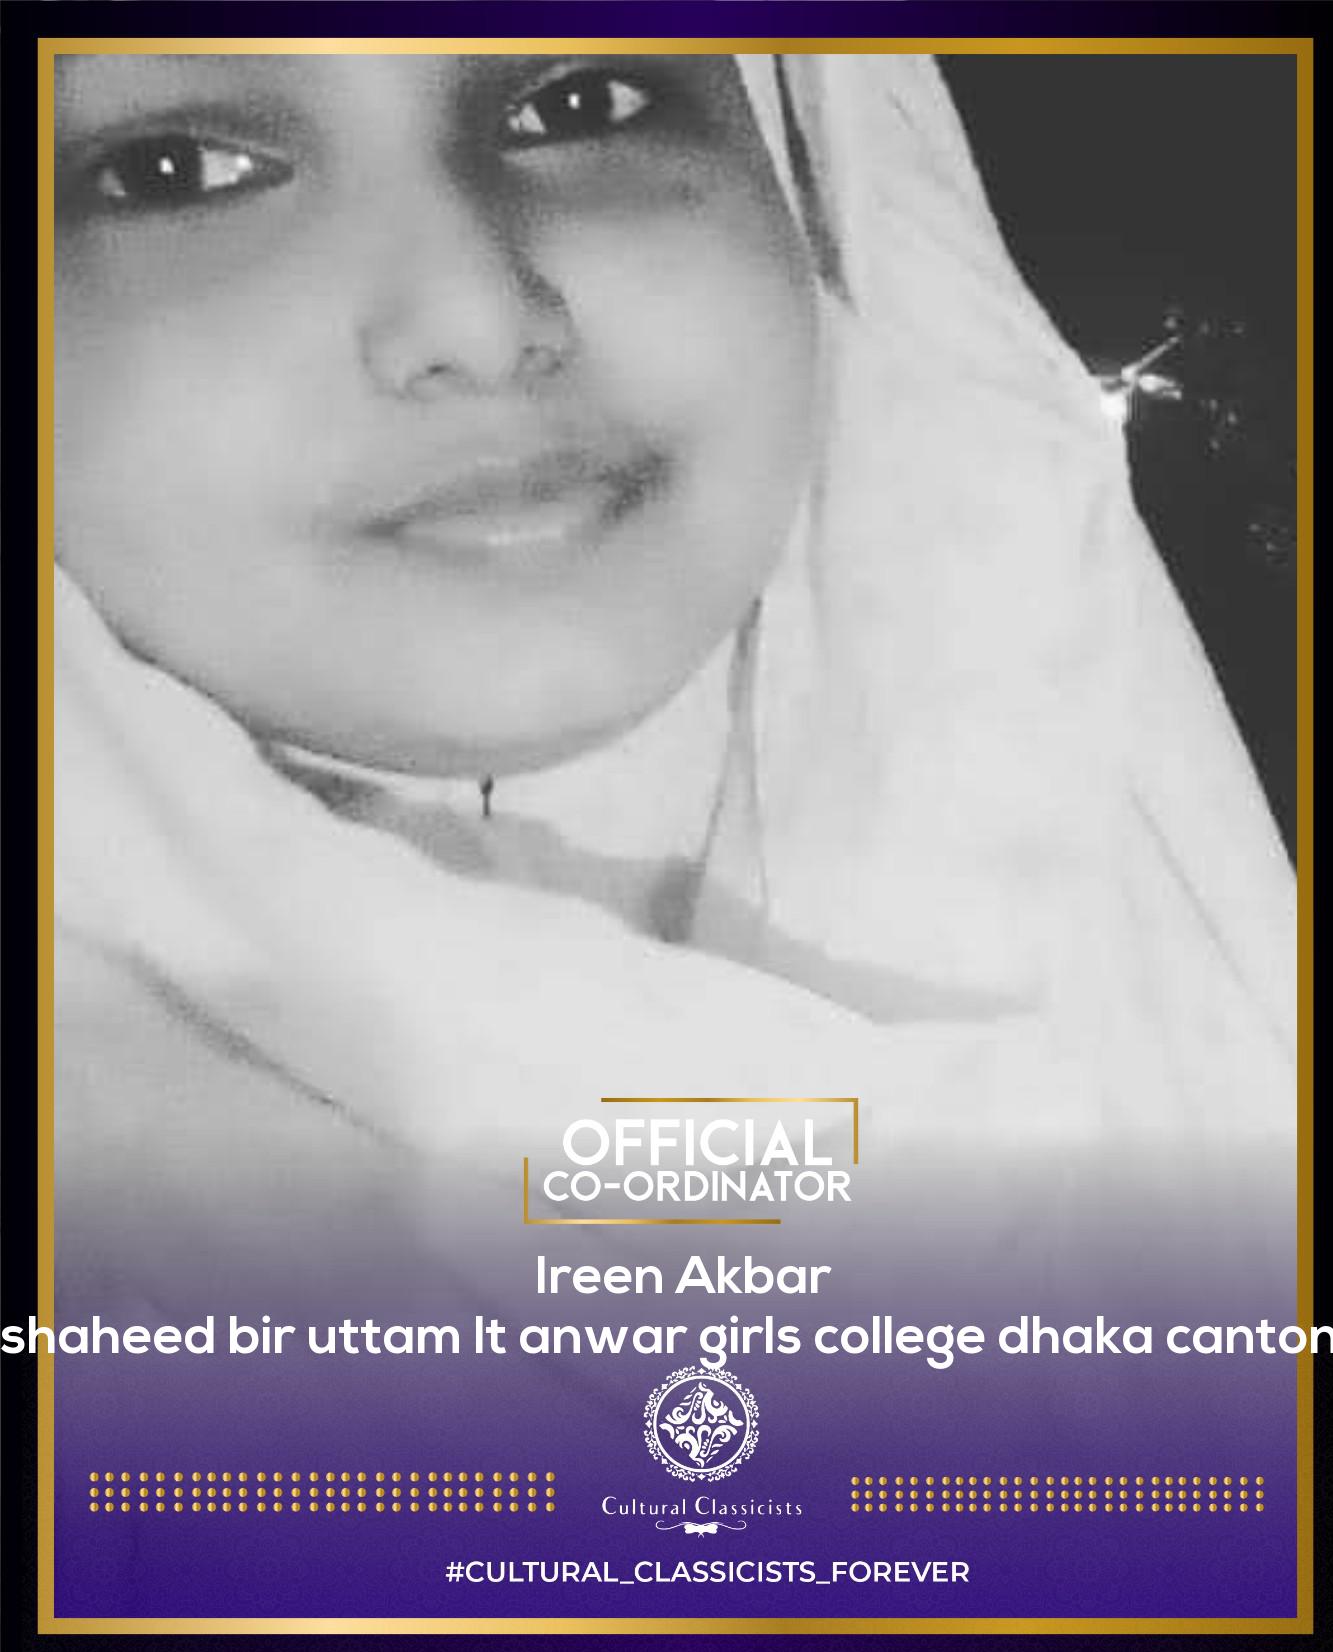 OFFICIAL
CO-ORDINATOR
Ireen Akbar
shaheed bir uttam lt anwar girls college dhaka canton
Cultural Classicists
#CULTURAL_CLASSICISTS_FOREVER